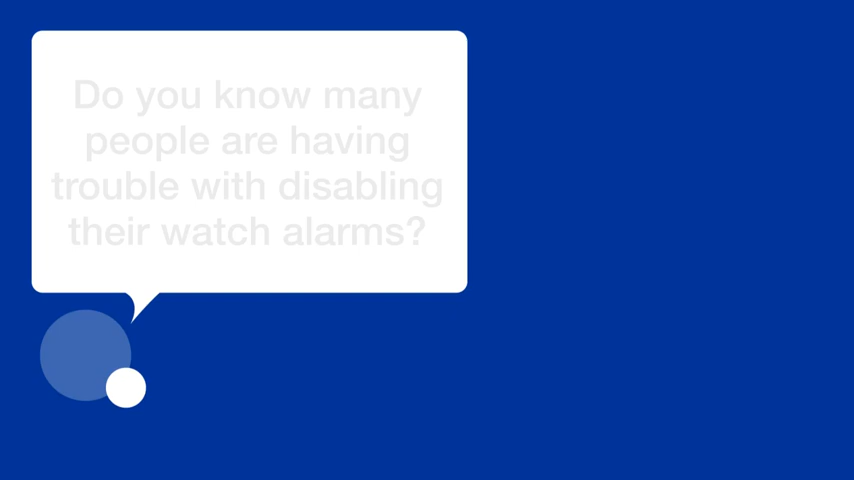 Do you know many
people are having
trouble with disabling
their watch alarms?